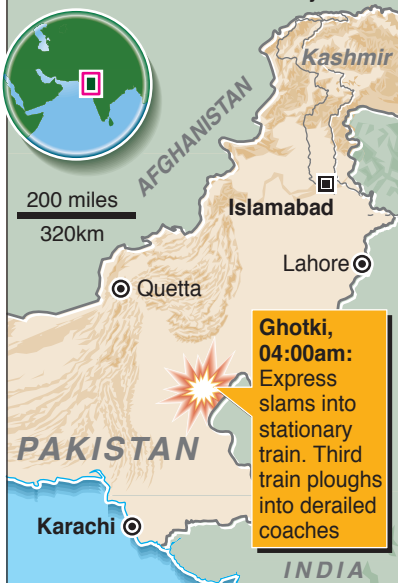 Kashmir
AFGHANISTAN
200 miles
320km
Islamabad
Lahore
Quetta
Ghotki,
04:00am:
Express
slams into
stationary
train. Third
train ploughs
into derailed
coaches
PAKISTAN
Karachi
INDIA